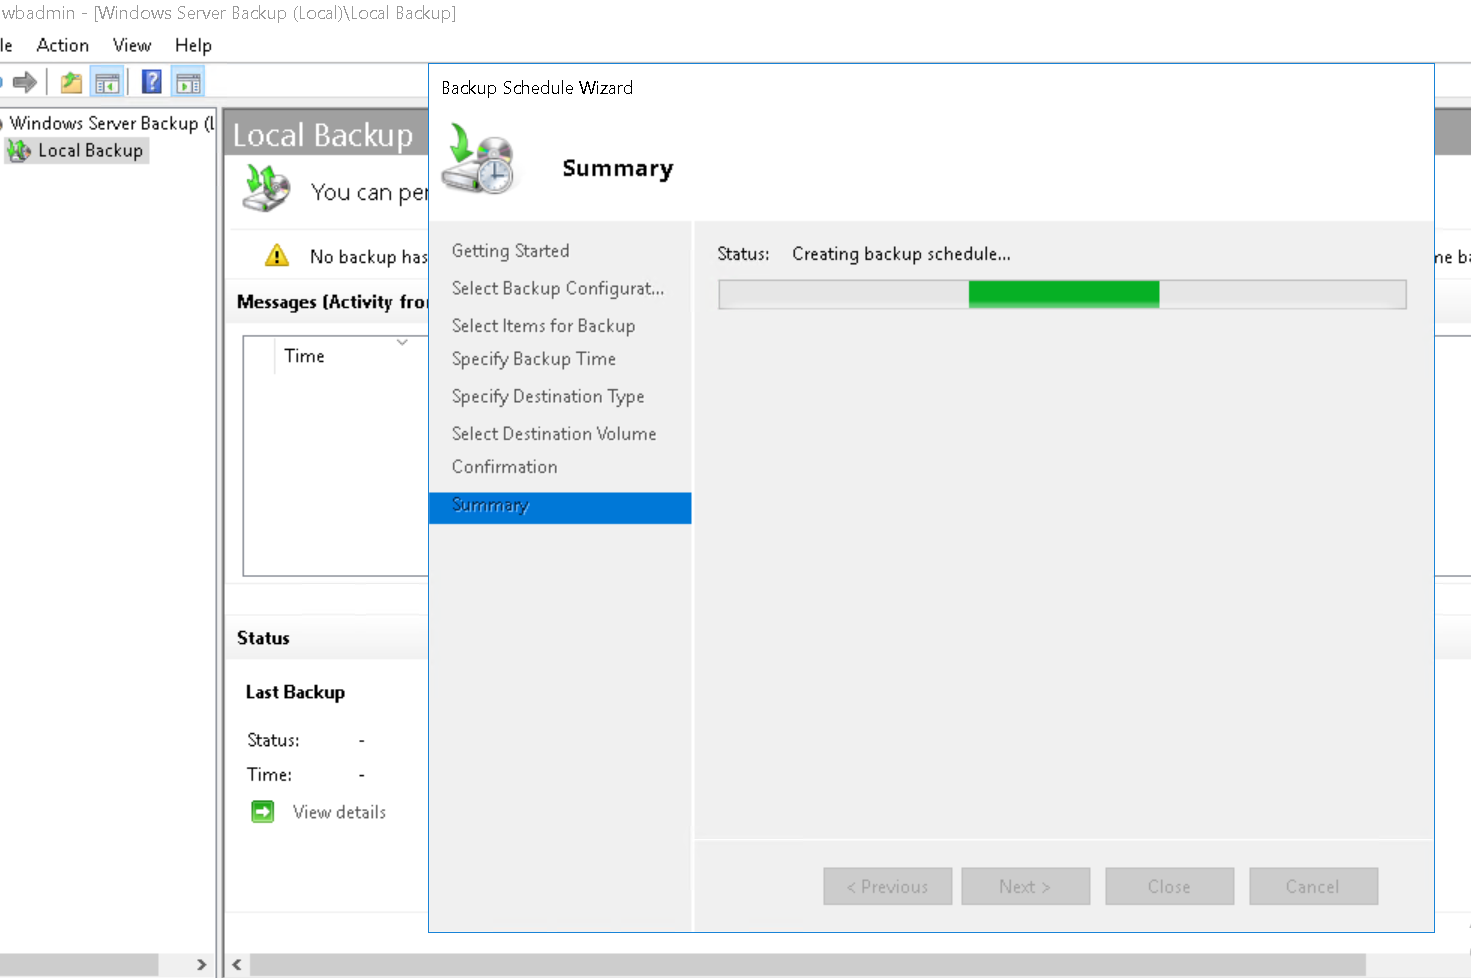 wbadmin - [Windows Server Backup (Local)\Local Backup]
le Action View Help
Windows Server Backup (L
Local Backup
Local Backup
You can per
No backup has
Messages (Activity from
Time
Status
Last Backup
Status: -
Time: -
View details
Backup Schedule Wizard
Summary
Getting Started
Select Backup Configurat...
Select Items for Backup
Specify Backup Time
Specify Destination Type
Select Destination Volume
Confirmation
Summary
Status: Creating backup schedule...
< Previous
Next >
Close
Cancel
ne ba